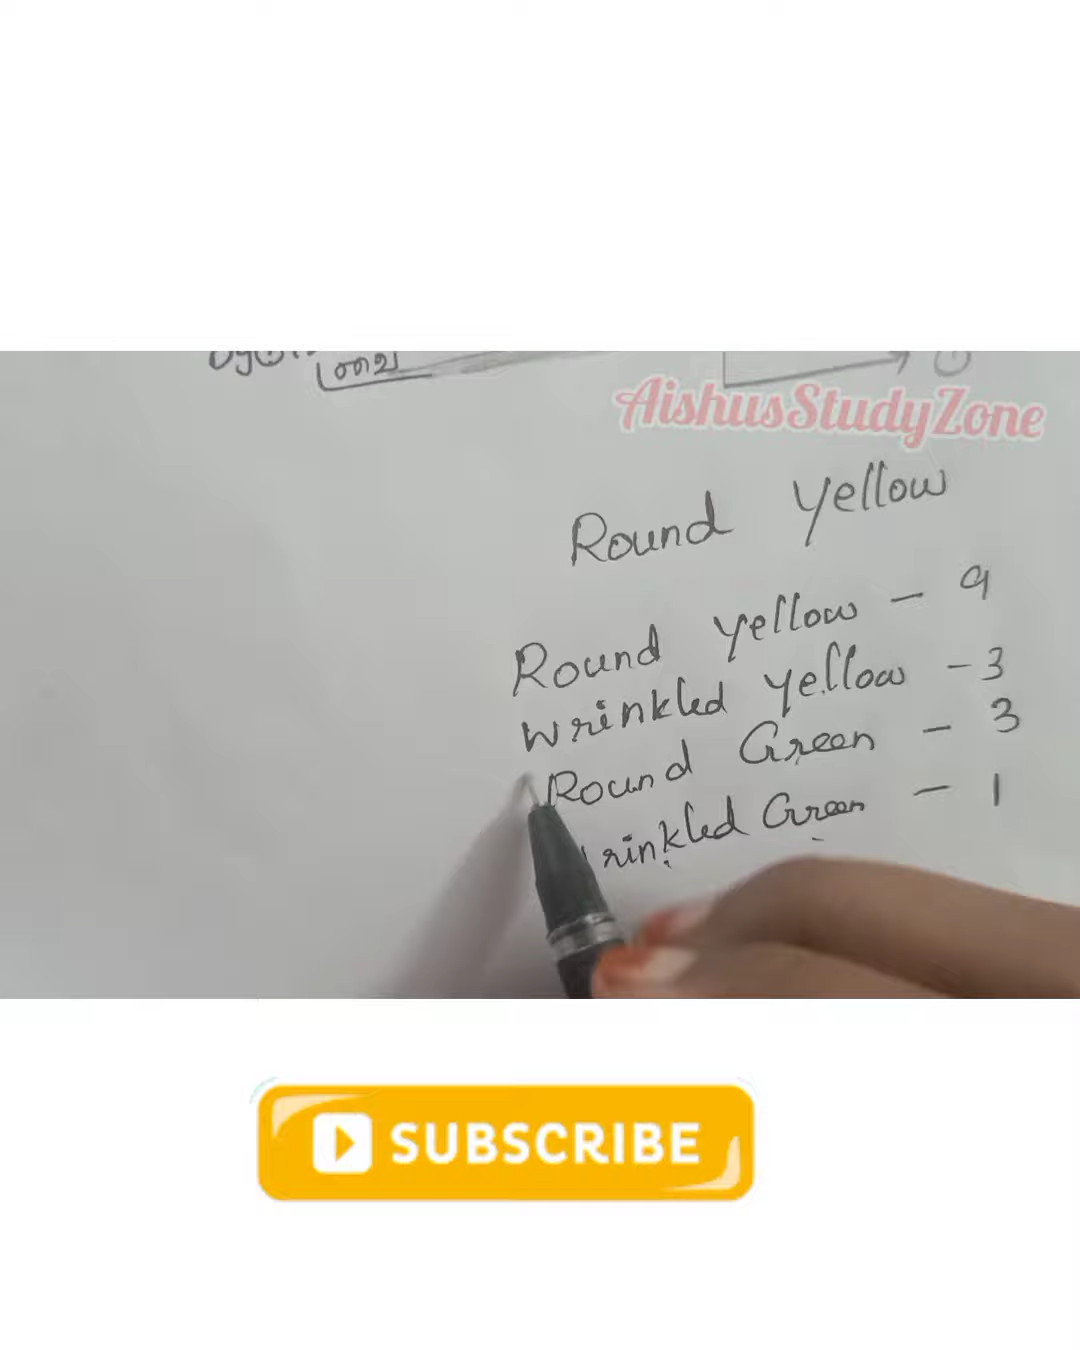 AishusStudyZone
Round Yellow
Round yellow – 9
Wrinkled yellow – 3
Round Green – 3
rinkled Green – 1
SUBSCRIBE